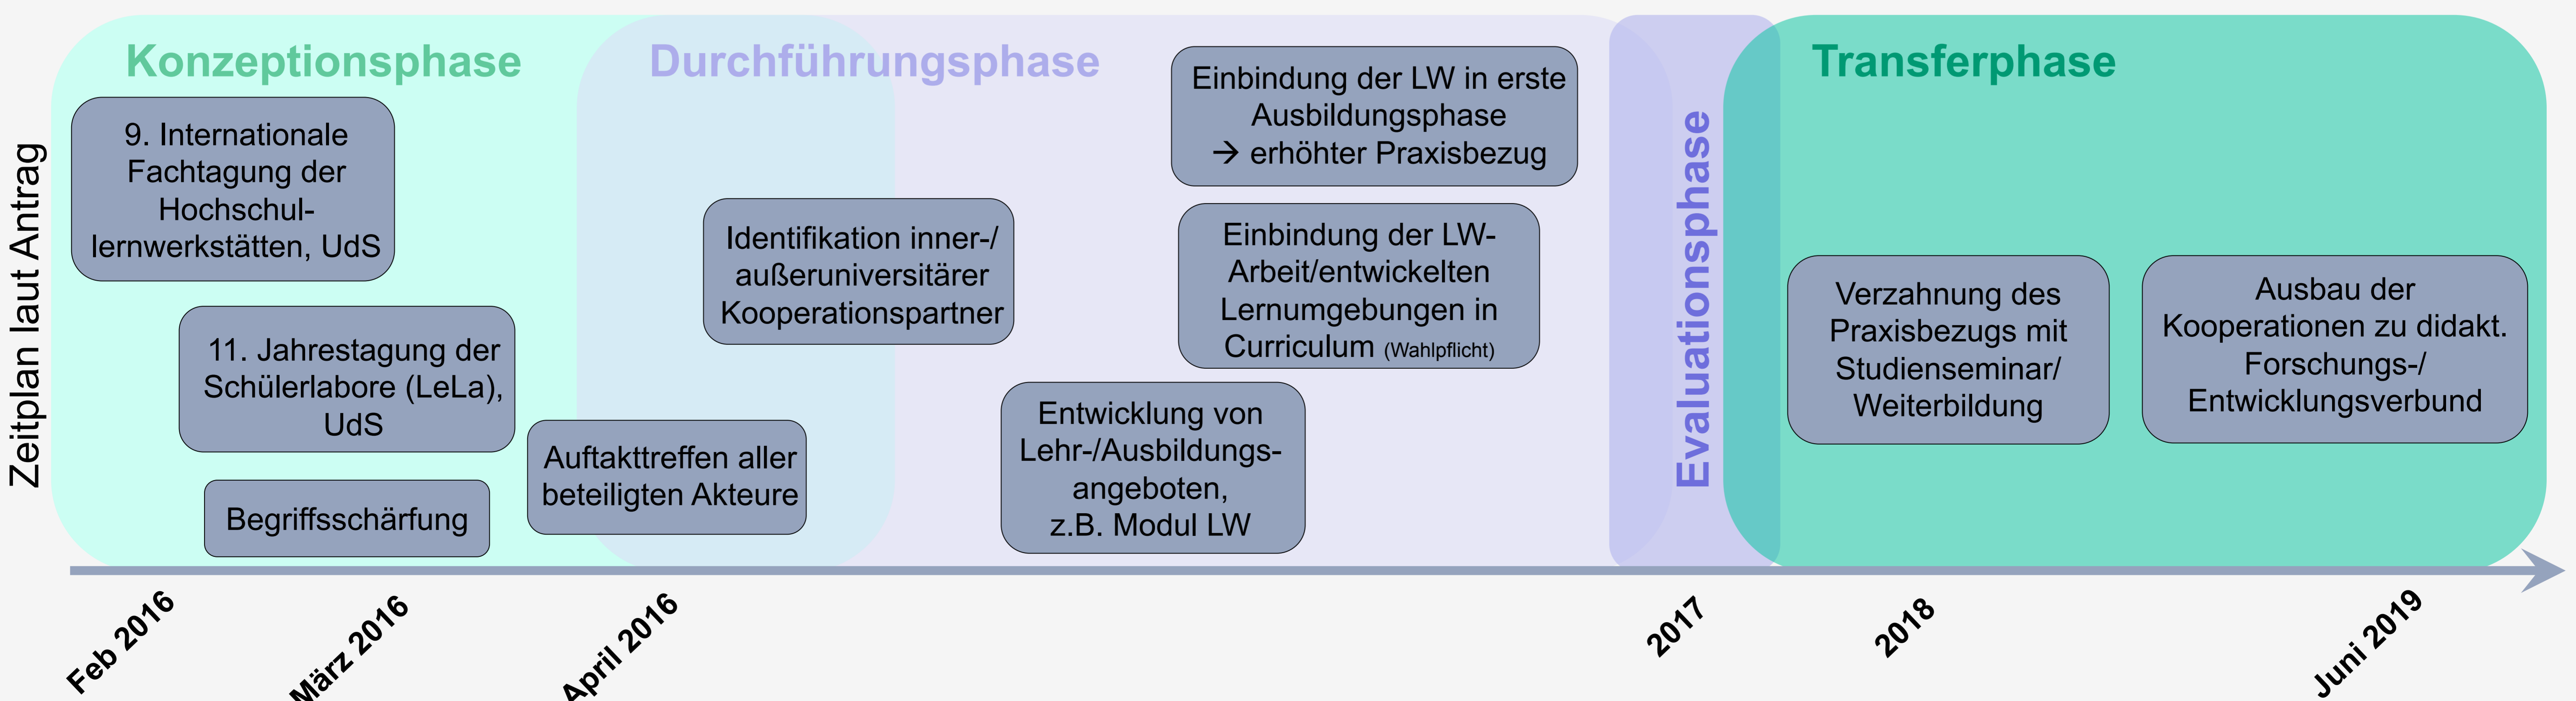 Zeitplan laut Antrag
Konzeptionsphase
9. Internationale
Fachtagung der
Hochschul-
lernwerkstätten, UdS
11. Jahrestagung der
Schülerlabore (LeLa),
UdS
Begriffsschärfung
Auftakttreffen aller
beteiligten Akteure
Durchführungsphase
Identifikation inner-/
außeruniversitärer
Kooperationspartner
Einbindung der LW in erste
Ausbildungsphase
→ erhöhter Praxisbezug
Einbindung der LW-
Arbeit/entwickelten
Lernumgebungen in
Curriculum (Wahlpflicht)
Entwicklung von
Lehr-/Ausbildungs-
angeboten,
z.B. Modul LW
Evaluationsphase
Transferphase
Verzahnung des
Praxisbezugs mit
Studienseminar/
Weiterbildung
Ausbau der
Kooperationen zu didakt.
Forschungs-/
Entwicklungsverbund
Feb 2016
März 2016
April 2016
2017
2018
Juni 2019